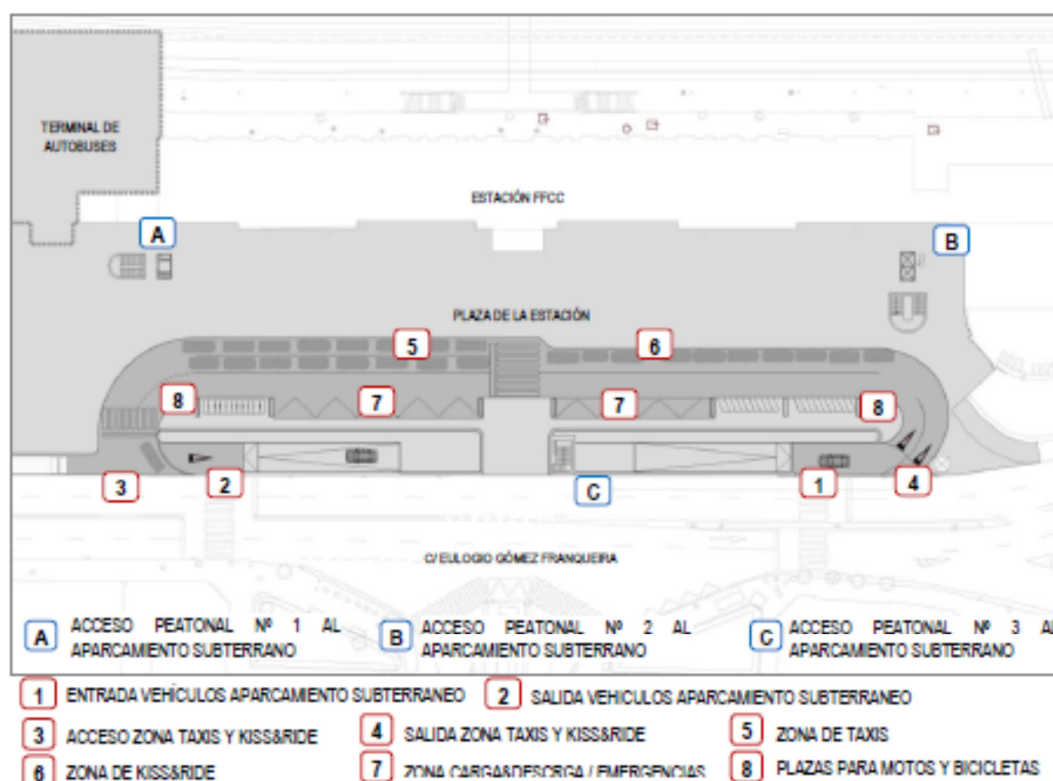 TERMINAL DE
AUTOBUSES
ESTACIÓN FFCC
A
B
PLAZA DE LA ESTACIÓN
5
6
8
7
7
8
3
2
C
1
4
C/ EULOGIO GÓMEZ FRANQUEIRA
A ACCESO PEATONAL Nº 1 AL
APARCAMIENTO SUBTERRANO
B ACCESO PEATONAL Nº 2 AL
APARCAMIENTO SUBTERRANO
C ACCESO PEATONAL Nº 3 AL
APARCAMIENTO SUBTERRANO
1 ENTRADA VEHÍCULOS APARCAMIENTO SUBTERRANEO 2 SALIDA VEHICULOS APARCAMIENTO SUBTERRANEO
3 ACCESO ZONA TAXIS Y KISS&RIDE 4 SALIDA ZONA TAXIS Y KISS&RIDE 5 ZONA DE TAXIS
6 ZONA DE KISS&RIDE 7 ZONA CARGA&DESCRGA / EMERGENCIAS 8 PLAZAS PARA MOTOS Y BICICLETAS